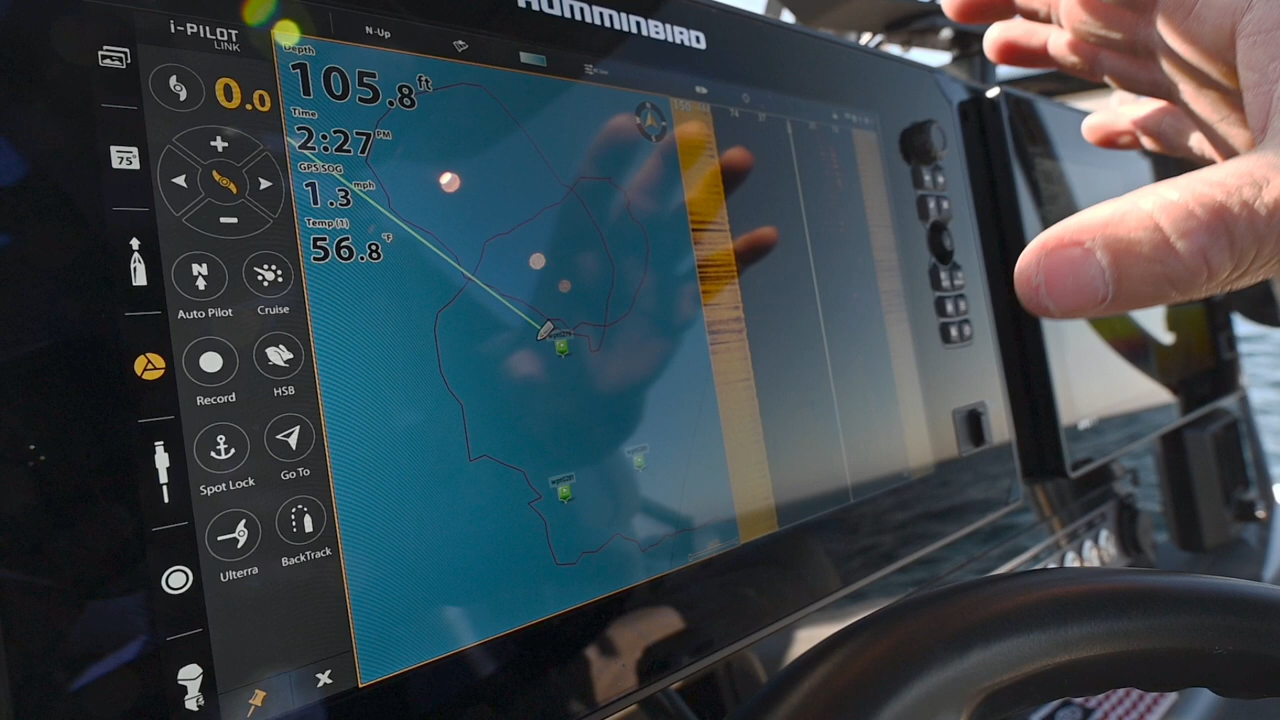 HUMMINBIRD
i-PILOT
LINK
N-Up
0.0
75°
Depth
105.8 ft
Time
2:27 PM
GPS SOG
1.3 mph
Temp (1)
56.8 °F
N
Auto Pilot
Cruise
Record
HSB
Spot Lock
Go To
Ulterra
BackTrack